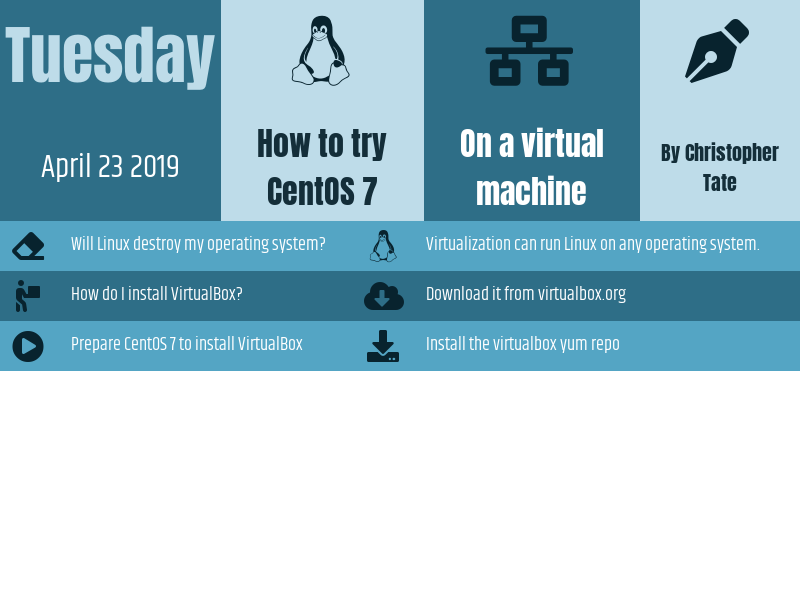 Tuesday
April 23 2019
How to try
CentOS 7
On a virtual
machine
By Christopher
Tate
Will Linux destroy my operating system?
Virtualization can run Linux on any operating system.
How do I install VirtualBox?
Download it from virtualbox.org
Prepare CentOS 7 to install VirtualBox
Install the virtualbox yum repo